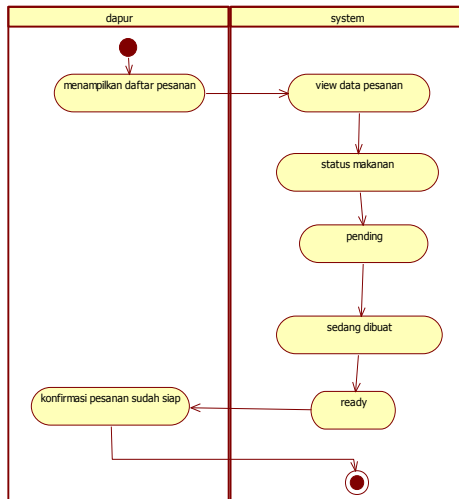 dapur
system
menampilkan daftar pesanan
view data pesanan
status makanan
pending
sedang dibuat
ready
konfirmasi pesanan sudah siap